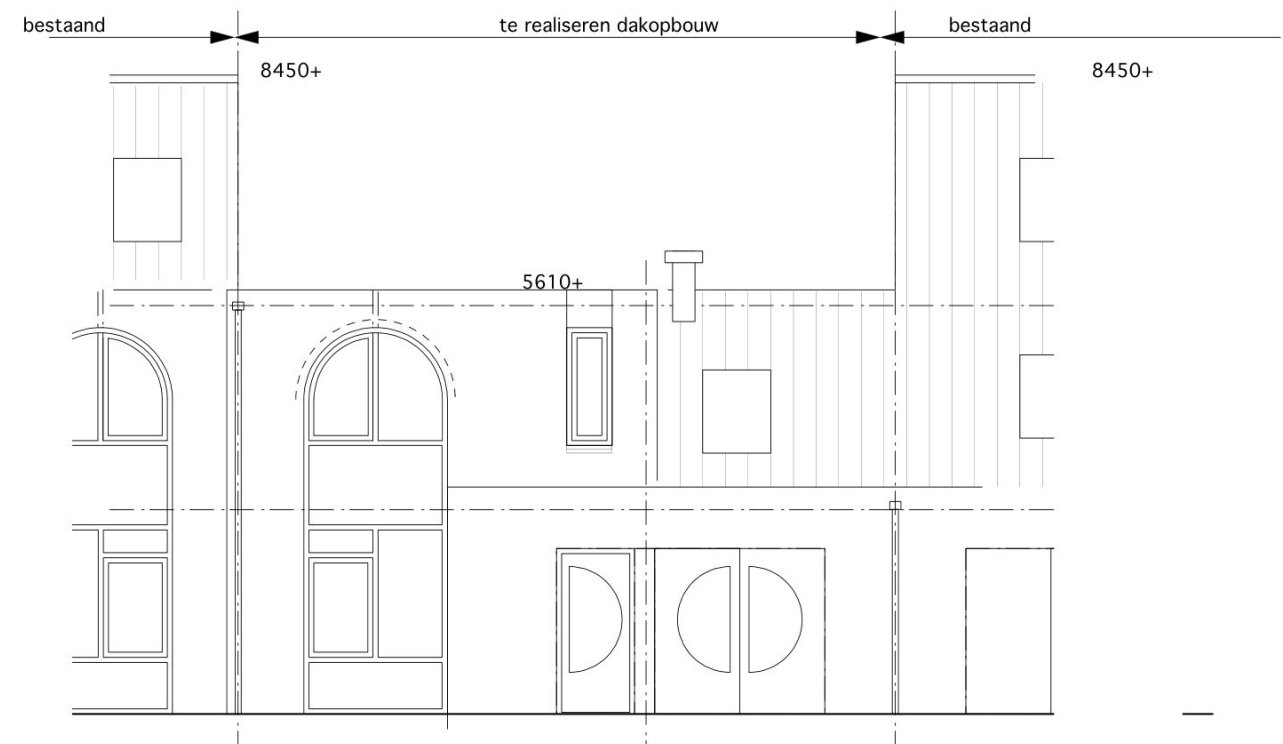 bestaand
te realiseren dakopbouw
bestaand
8450+
8450+
5610+